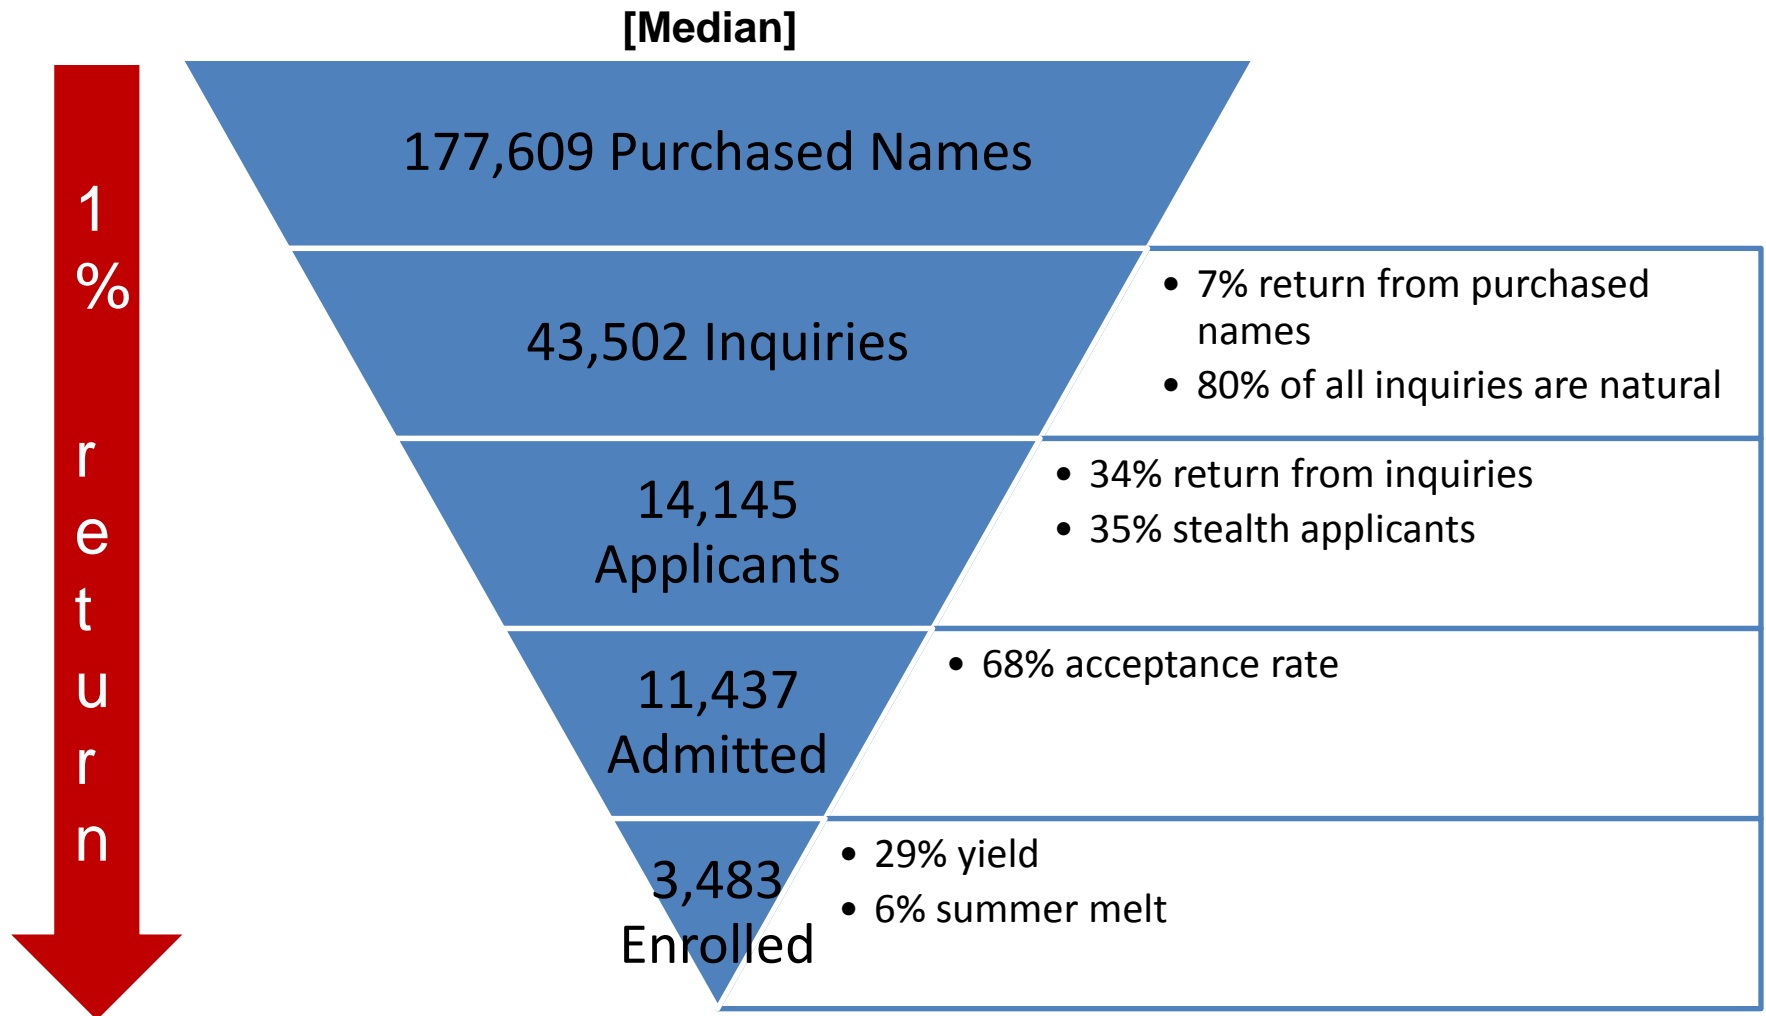 [Median]
1
%
r
e
t
u
r
n
177,609 Purchased Names
43,502 Inquiries
• 7% return from purchased
names
• 80% of all inquiries are natural
14,145
Applicants
• 34% return from inquiries
• 35% stealth applicants
11,437
Admitted
• 68% acceptance rate
3,483
Enrolled
• 29% yield
• 6% summer melt